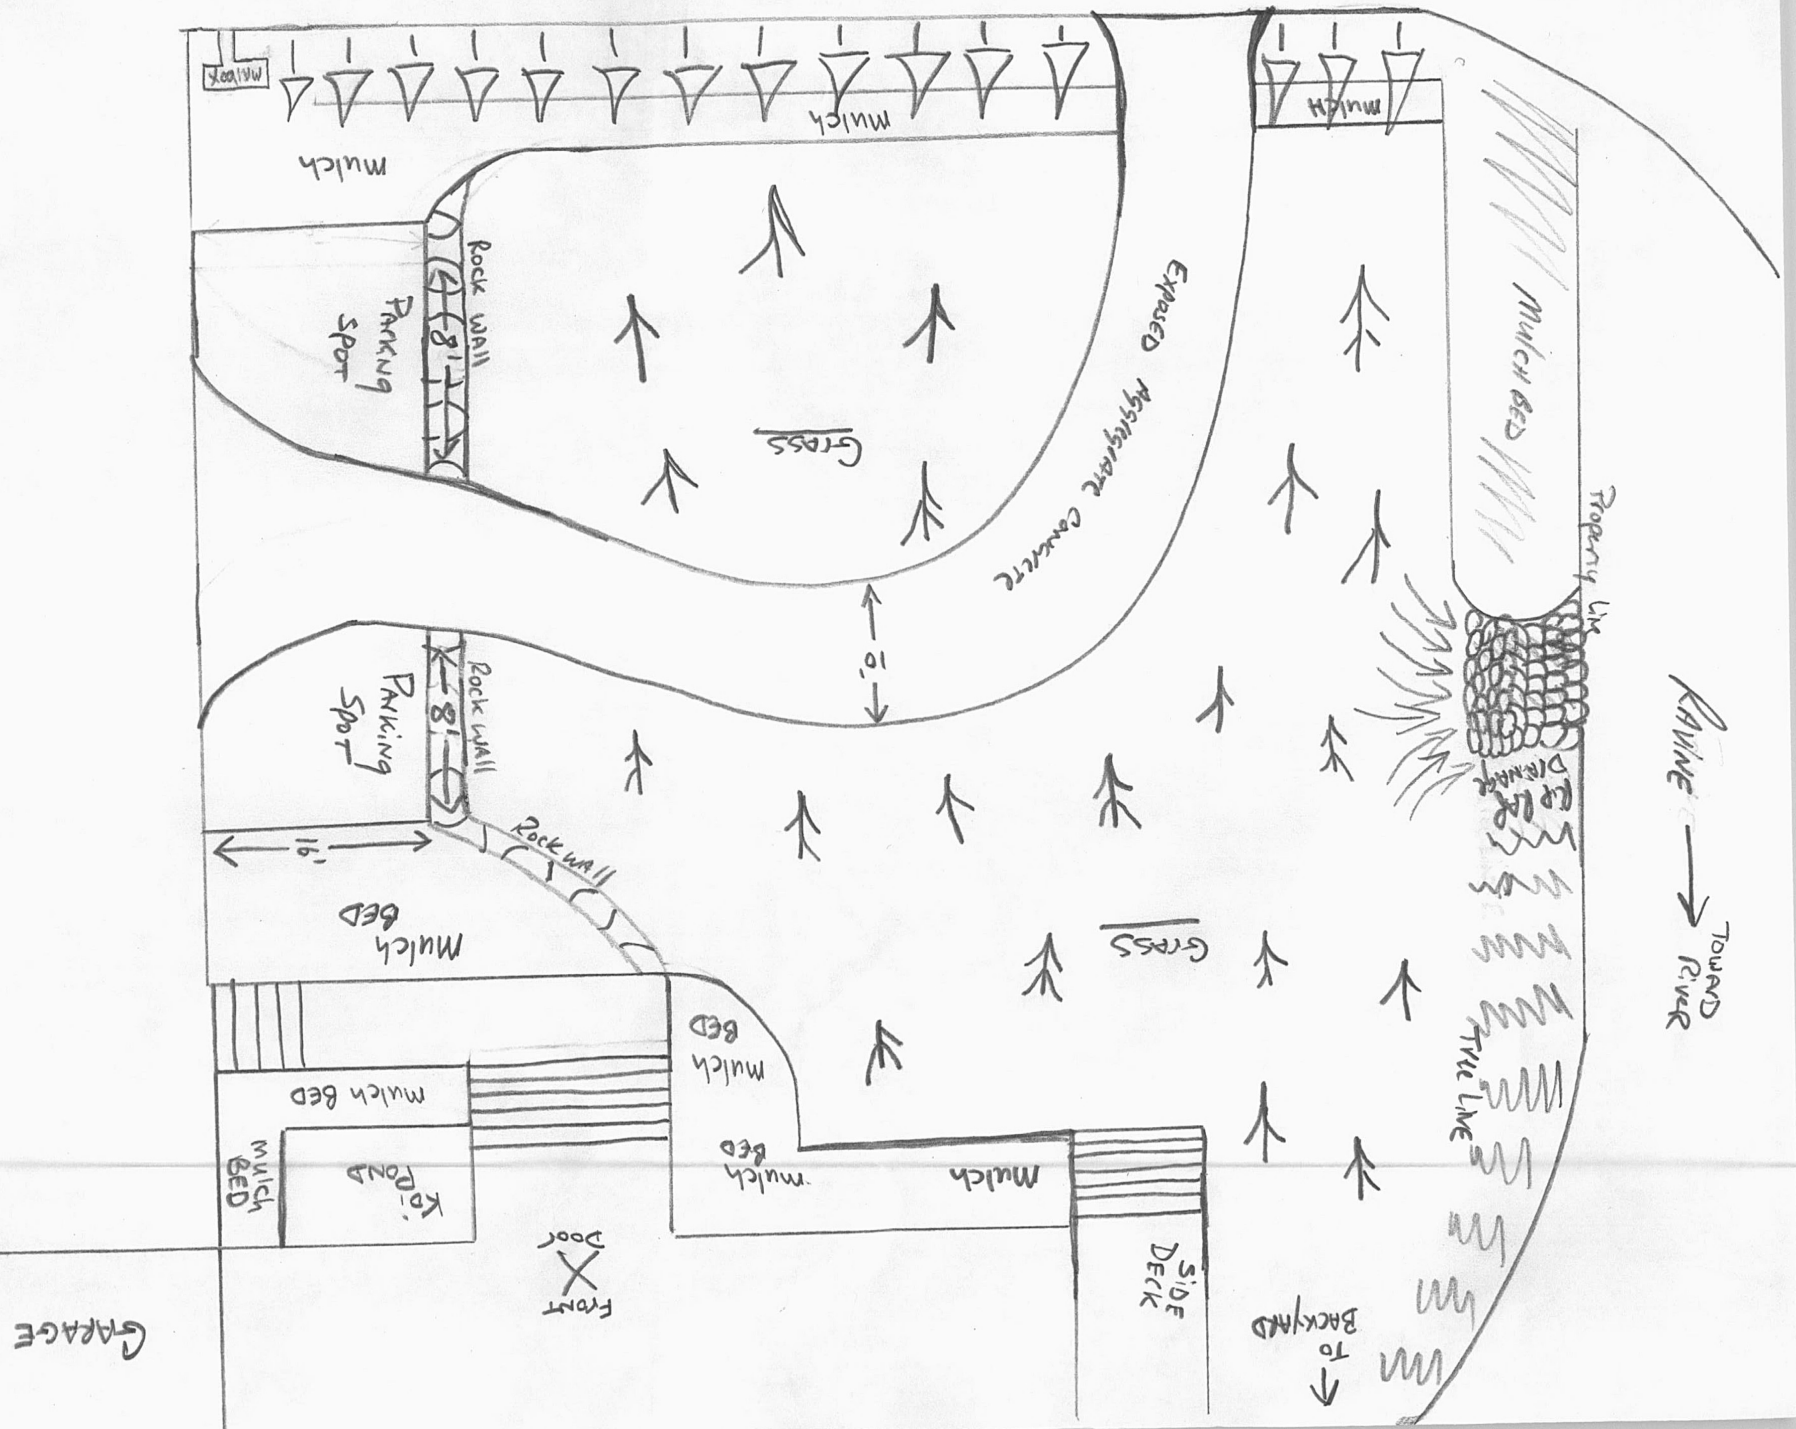 MAilBox
mulch
mulch
MulCH
Rock WAll
8'
PARKiNG
SPOT
GrASS
EXPOSED AggregATE CONCrETE
MulcH BED
Property Line
10'
Rock WAll
8'
PARKiNG
SPOT
16'
Rock WAll
mulch
BED
RiP RAP
DrAiNAGE
RAViNE
TOWARD
RiVER
GrASS
TrEE LiNE
mulch
BED
mulch BED
mulch
BED
KOi
POND
mulch
BED
mulch
FrONT
X
DOOr
SiDE
DECK
TO
BACKYARD
GARAGE